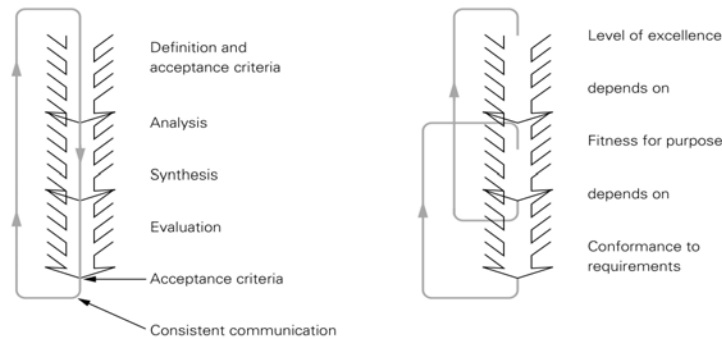 Definition and
acceptance criteria
Analysis
Synthesis
Evaluation
Acceptance criteria
Consistent communication
Level of excellence
depends on
Fitness for purpose
depends on
Conformance to
requirements